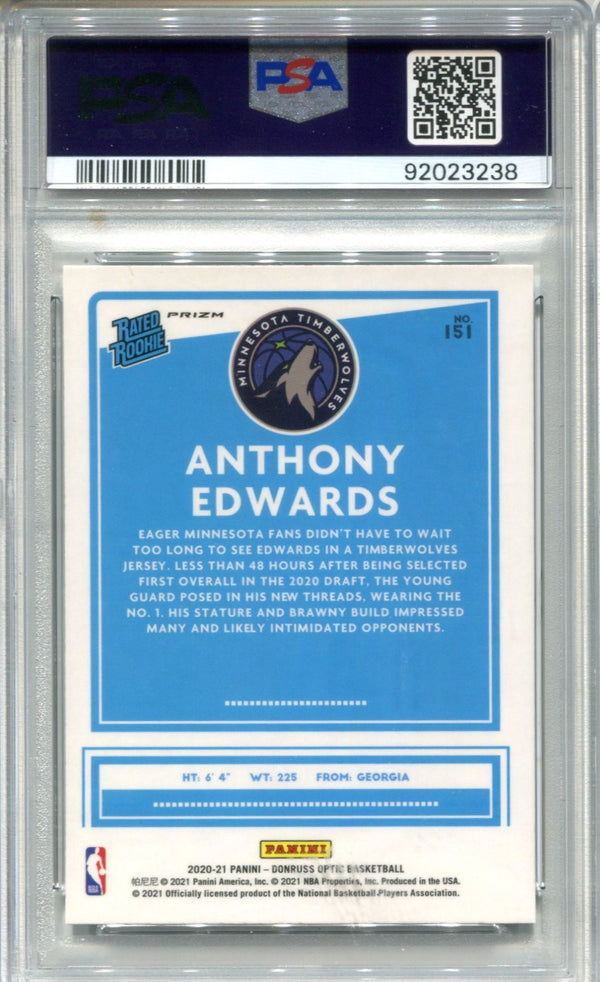 PSA
PSA
92023238
RATED
ROOKIE
PRIZM
MINNESOTA TIMBERWOLVES
NO.
151
ANTHONY
EDWARDS
EAGER MINNESOTA FANS DIDN'T HAVE TO WAIT
TOO LONG TO SEE EDWARDS IN A TIMBERWOLVES
JERSEY. LESS THAN 48 HOURS AFTER BEING SELECTED
FIRST OVERALL IN THE 2020 DRAFT, THE YOUNG
GUARD POSED IN HIS NEW THREADS, WEARING THE
NO. 1. HIS STATURE AND BRAWNY BUILD IMPRESSED
MANY AND LIKELY INTIMIDATED OPPONENTS.
HT: 6' 4" WT: 225 FROM: GEORGIA
PANINI
2020-21 PANINI – DONRUSS OPTIC BASKETBALL
帕尼尼 © 2021 Panini America, Inc. © 2021 NBA Properties, Inc. Produced in the USA.
© 2021 Officially licensed product of the National Basketball Players Association.
NBA